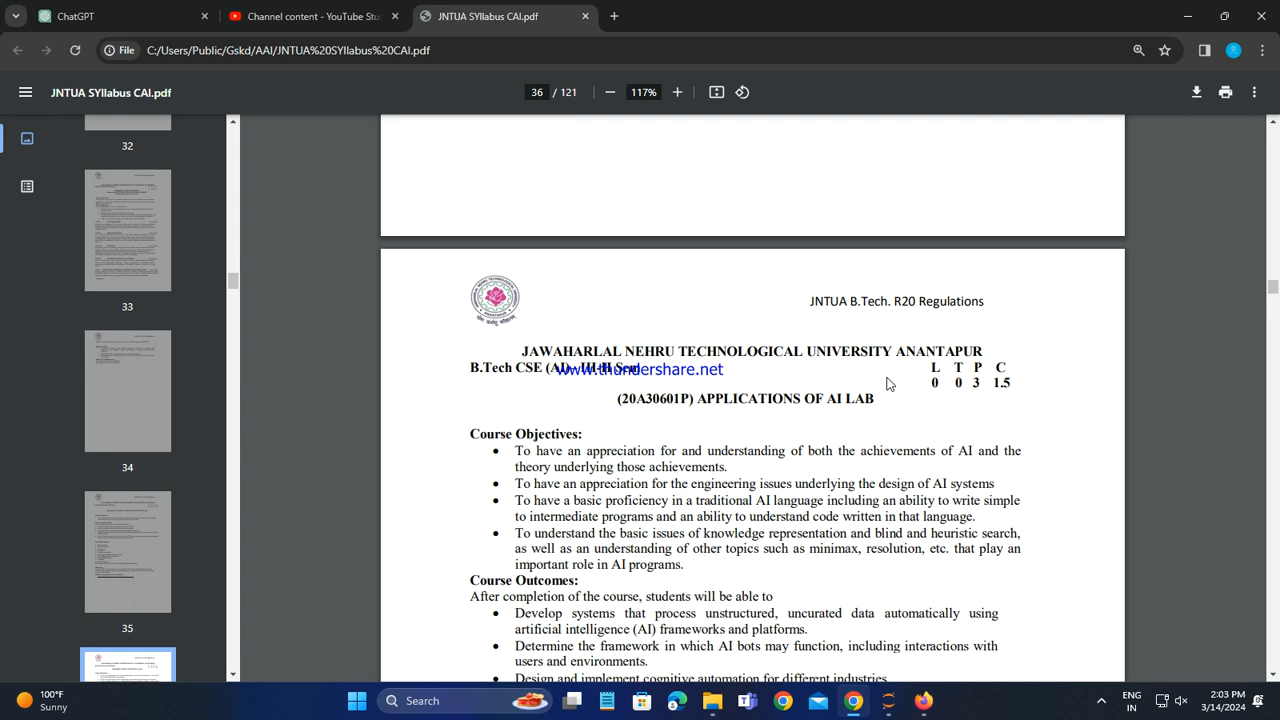 ChatGPT
Channel content - YouTube Stu
JNTUA SYllabus CAI.pdf
File
C:/Users/Public/Gskd/AAI/JNTUA%20SYllabus%20CAI.pdf
JNTUA SYllabus CAI.pdf
36 / 121
117%
32
33
34
35
JNTUA B.Tech. R20 Regulations
JAWAHARLAL NEHRU TECHNOLOGICAL UNIVERSITY ANANTAPUR
B.Tech CSE (AI)– III-II Sem L T P C
www.thundershare.net
0 0 3 1.5
(20A30601P) APPLICATIONS OF AI LAB
Course Objectives:
• To have an appreciation for and understanding of both the achievements of AI and the
theory underlying those achievements.
• To have an appreciation for the engineering issues underlying the design of AI systems
• To have a basic proficiency in a traditional AI language including an ability to write simple
to intermediate programs and an ability to understand code written in that language.
• To understand the basic issues of knowledge representation and blind and heuristic search,
as well as an understanding of other topics such as minimax, resolution, etc. that play an
important role in AI programs.
Course Outcomes:
After completion of the course, students will be able to
• Develop systems that process unstructured, uncurated data automatically using
artificial intelligence (AI) frameworks and platforms.
• Determine the framework in which AI bots may function, including interactions with
users and environments.
• Design and implement cognitive automation for different industries
100°F
Sunny
Search
ENG
IN
2:03 PM
3/14/2024